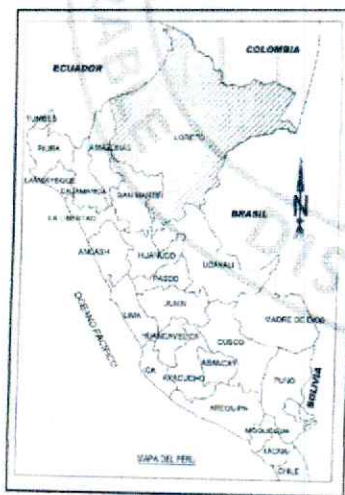 COLOMBIA
ECUADOR
TUMBES
PIURA
AMAZONAS
LORETO
LAMBAYEQUE
CAJAMARCA
SAN MARTIN
LA LIBERTAD
BRASIL
N
ANCASH
HUANUCO
UCAYALI
PASCO
OCEANO PACIFICO
LIMA
JUNIN
MADRE DE DIOS
HUANCAVELICA
CUSCO
ABANCAY
ICA
AYACUCHO
PUNO
BOLIVIA
AREQUIPA
MOQUEGUA
TACNA
MAPA DEL PERU
CHILE